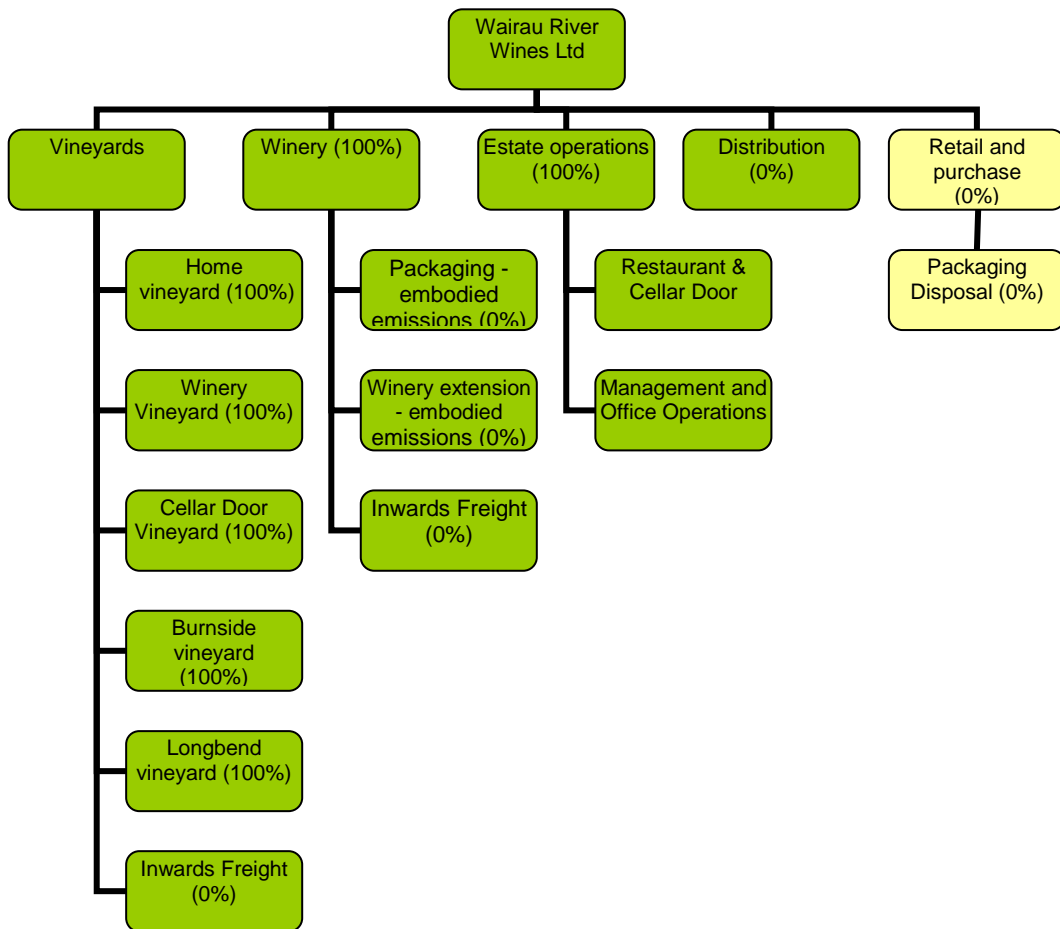 Wairau River
Wines Ltd
Vineyards
Winery (100%)
Estate operations
(100%)
Distribution
(0%)
Retail and
purchase
(0%)
Home
vineyard (100%)
Winery
Vineyard (100%)
Cellar Door
Vineyard (100%)
Burnside
vineyard
(100%)
Longbend
vineyard (100%)
Inwards Freight
(0%)
Packaging -
embodied
emissions (0%)
Winery extension
- embodied
emissions (0%)
Inwards Freight
(0%)
Restaurant &
Cellar Door
Management and
Office Operations
Packaging
Disposal (0%)